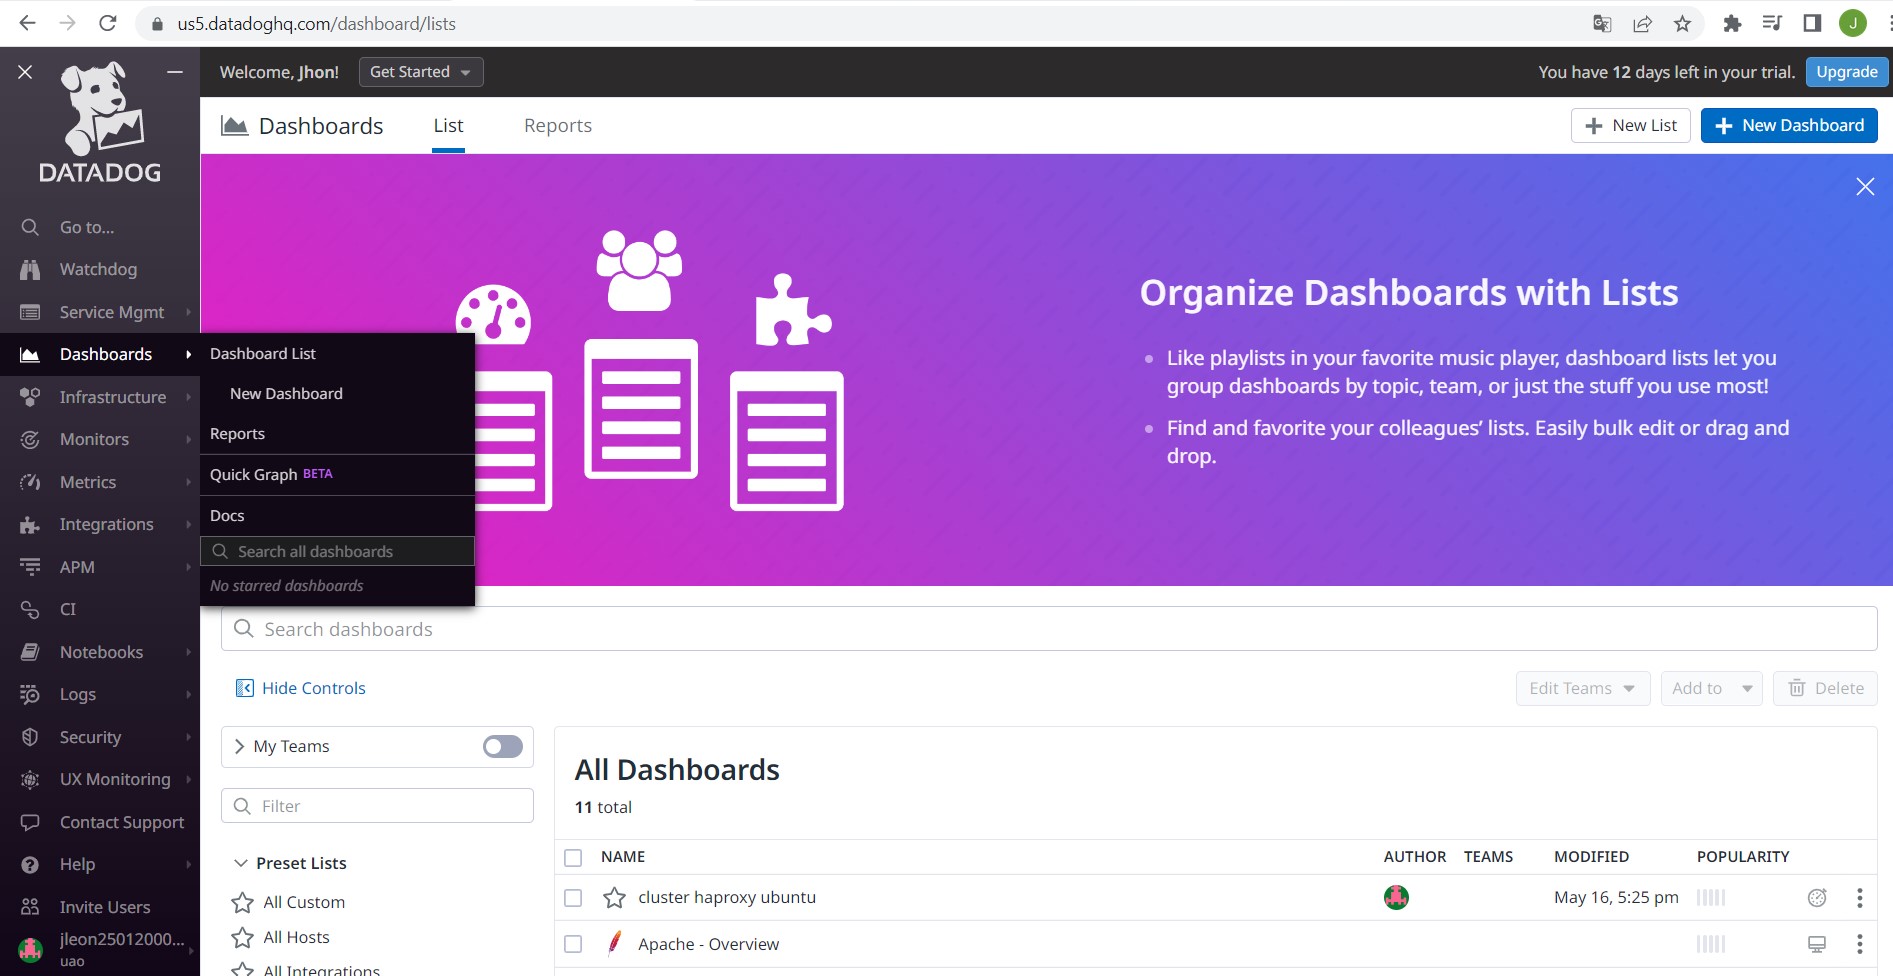 us5.datadoghq.com/dashboard/lists
J
Welcome, Jhon!
Get Started
You have 12 days left in your trial.
Upgrade
DATADOG
Dashboards
List
Reports
New List
New Dashboard
Go to...
Watchdog
Service Mgmt
Dashboards
Infrastructure
Monitors
Metrics
Integrations
APM
CI
Notebooks
Logs
Security
UX Monitoring
Contact Support
Help
Invite Users
jleon25012000...
uao
Dashboard List
New Dashboard
Reports
Quick Graph BETA
Docs
Search all dashboards
No starred dashboards
Organize Dashboards with Lists
Like playlists in your favorite music player, dashboard lists let you
group dashboards by topic, team, or just the stuff you use most!
Find and favorite your colleagues’ lists. Easily bulk edit or drag and
drop.
Search dashboards
Hide Controls
Edit Teams
Add to
Delete
My Teams
Filter
Preset Lists
All Custom
All Hosts
All Integrations
All Dashboards
11 total
NAME
AUTHOR
TEAMS
MODIFIED
POPULARITY
cluster haproxy ubuntu
May 16, 5:25 pm
Apache - Overview